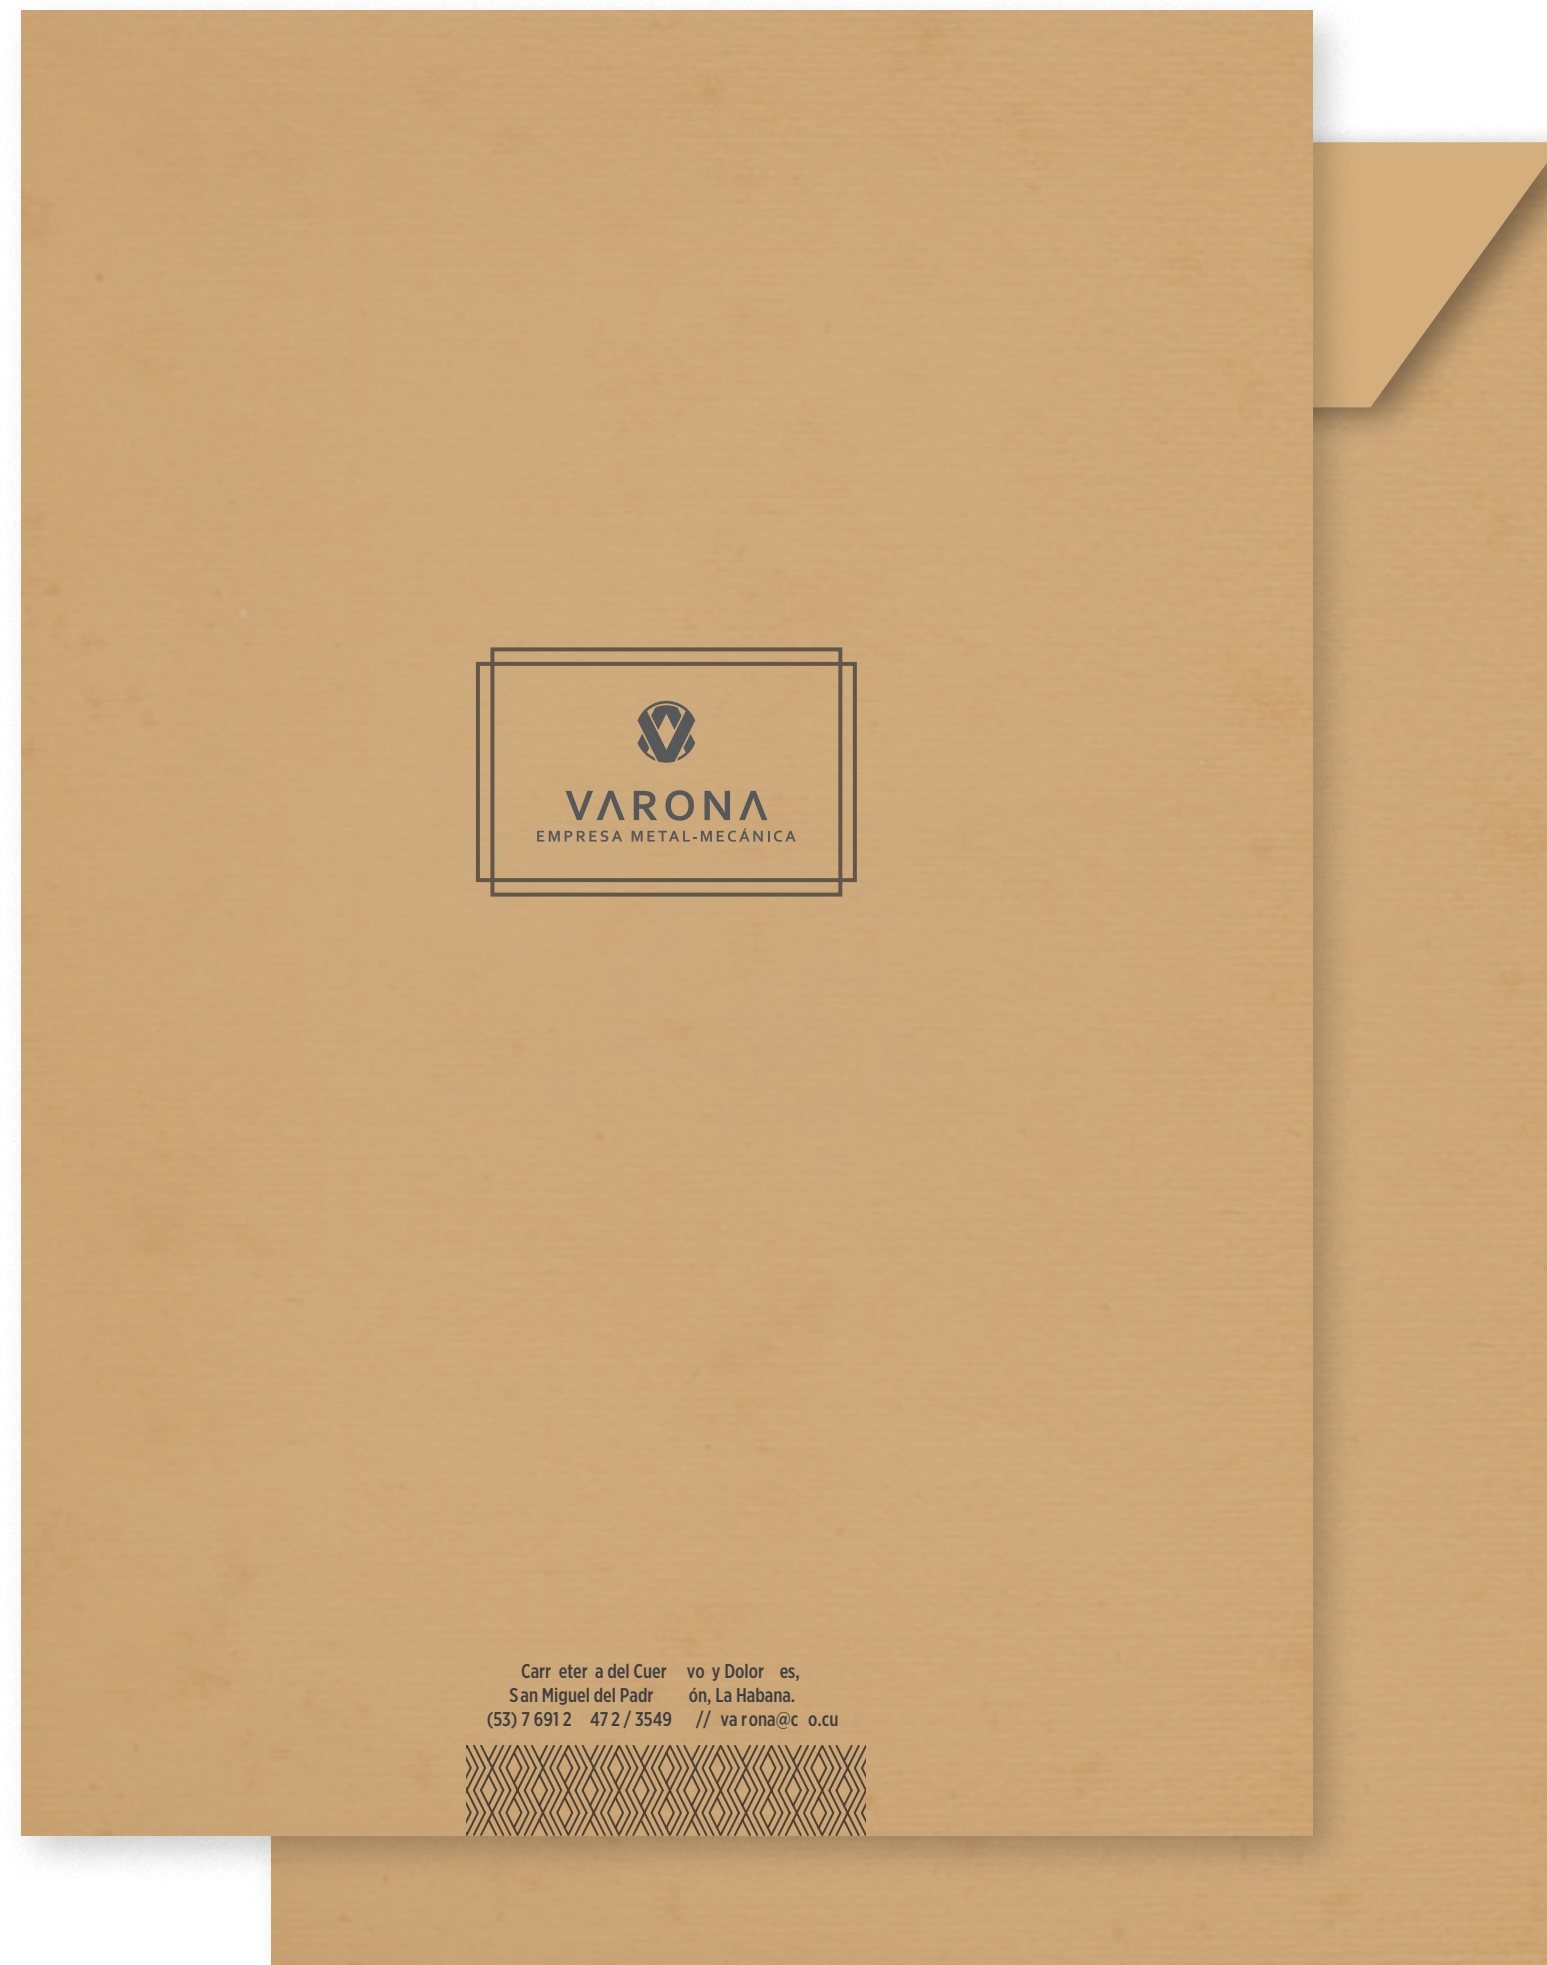 VARONA
EMPRESA METAL-MECÁNICA
Carr eter a del Cuer vo y Dolor es,
San Miguel del Padr ón, La Habana.
(53) 7 691 2 47 2 / 3549 // va rona@c o.cu